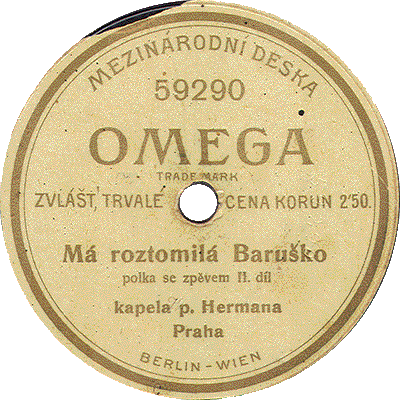 MEZINÁRODNÍ DESKA
59290
OMEGA
TRADE MARK
ZVLÁŠŤ, TRVALÉ CENA KORUN 2'50.
Má roztomilá Baruško
polka se zpěvem II. díl
kapela p. Hermana
Praha
BERLIN - WIEN